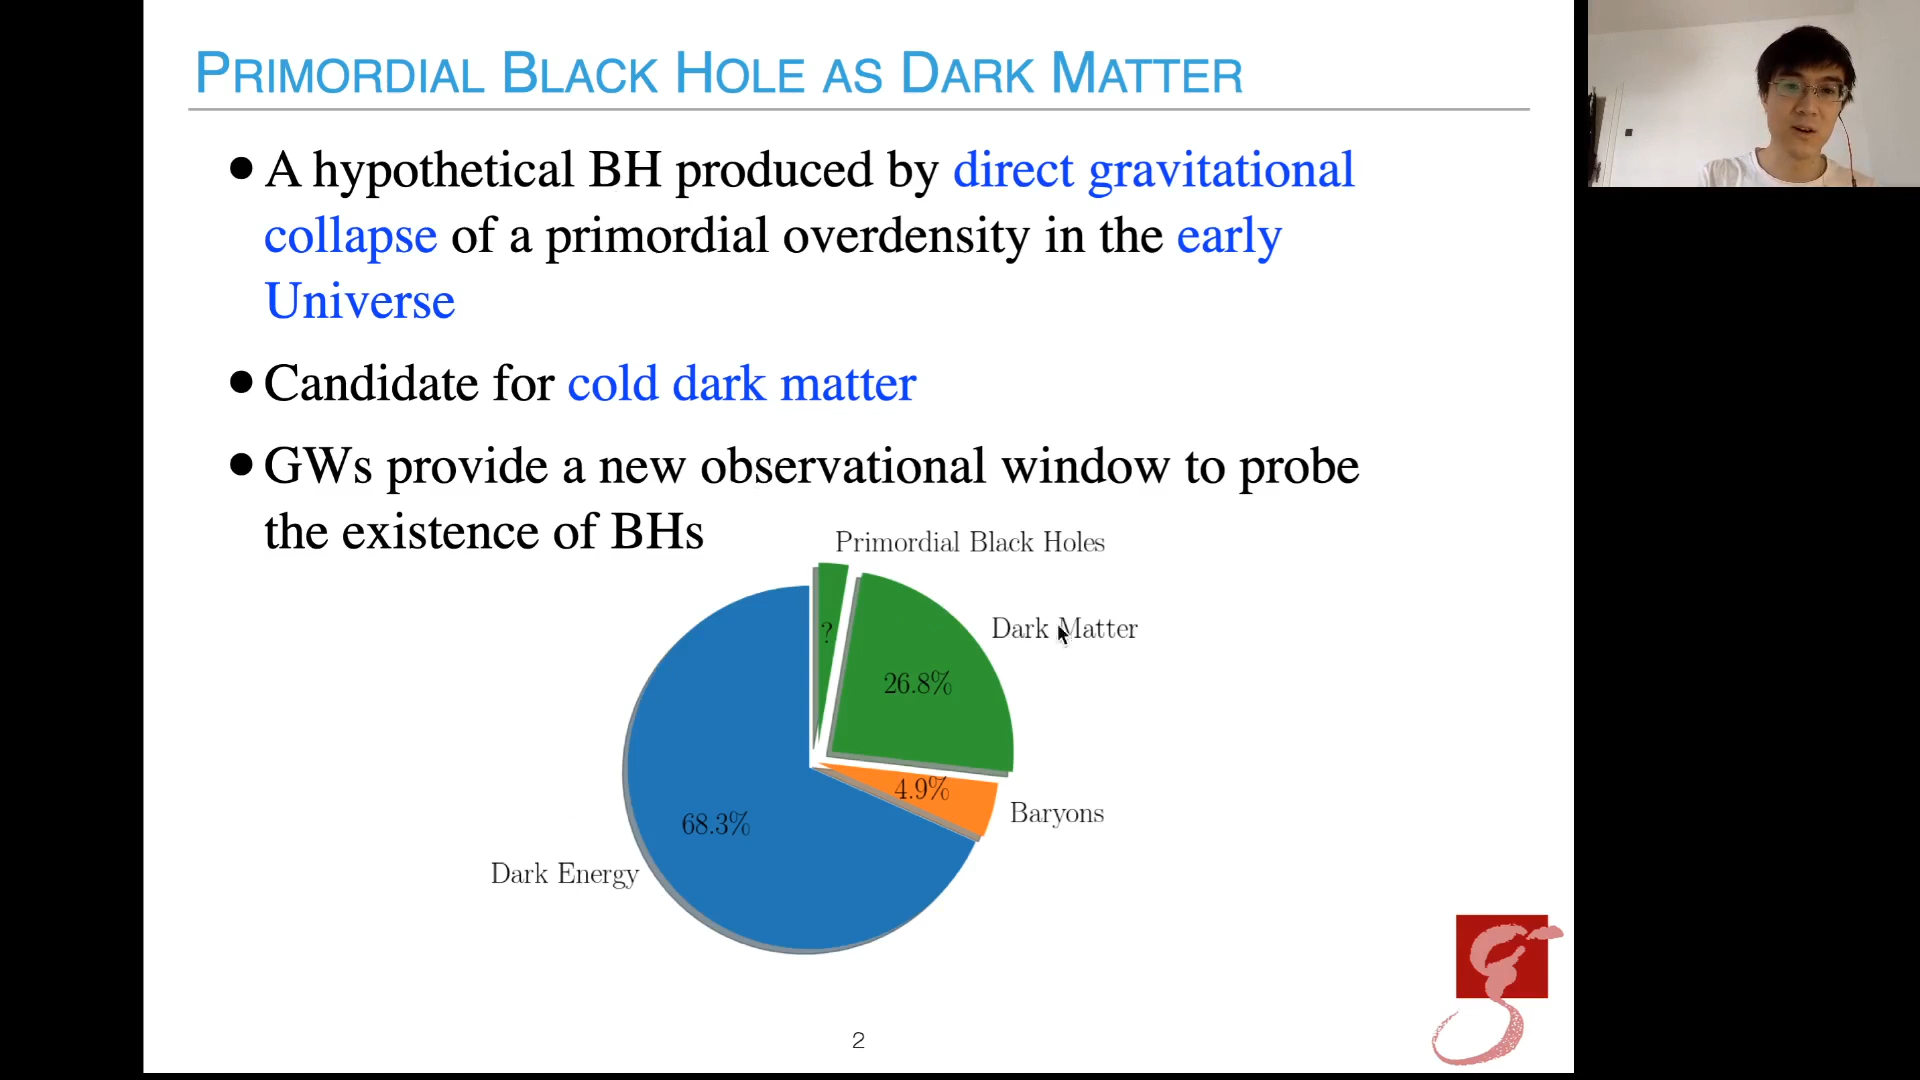 PRIMORDIAL BLACK HOLE AS DARK MATTER
• A hypothetical BH produced by direct gravitational
collapse of a primordial overdensity in the early
Universe
• Candidate for cold dark matter
• GWs provide a new observational window to probe
the existence of BHs
Primordial Black Holes
?
Dark Matter
26.8%
4.9%
Baryons
68.3%
Dark Energy
2